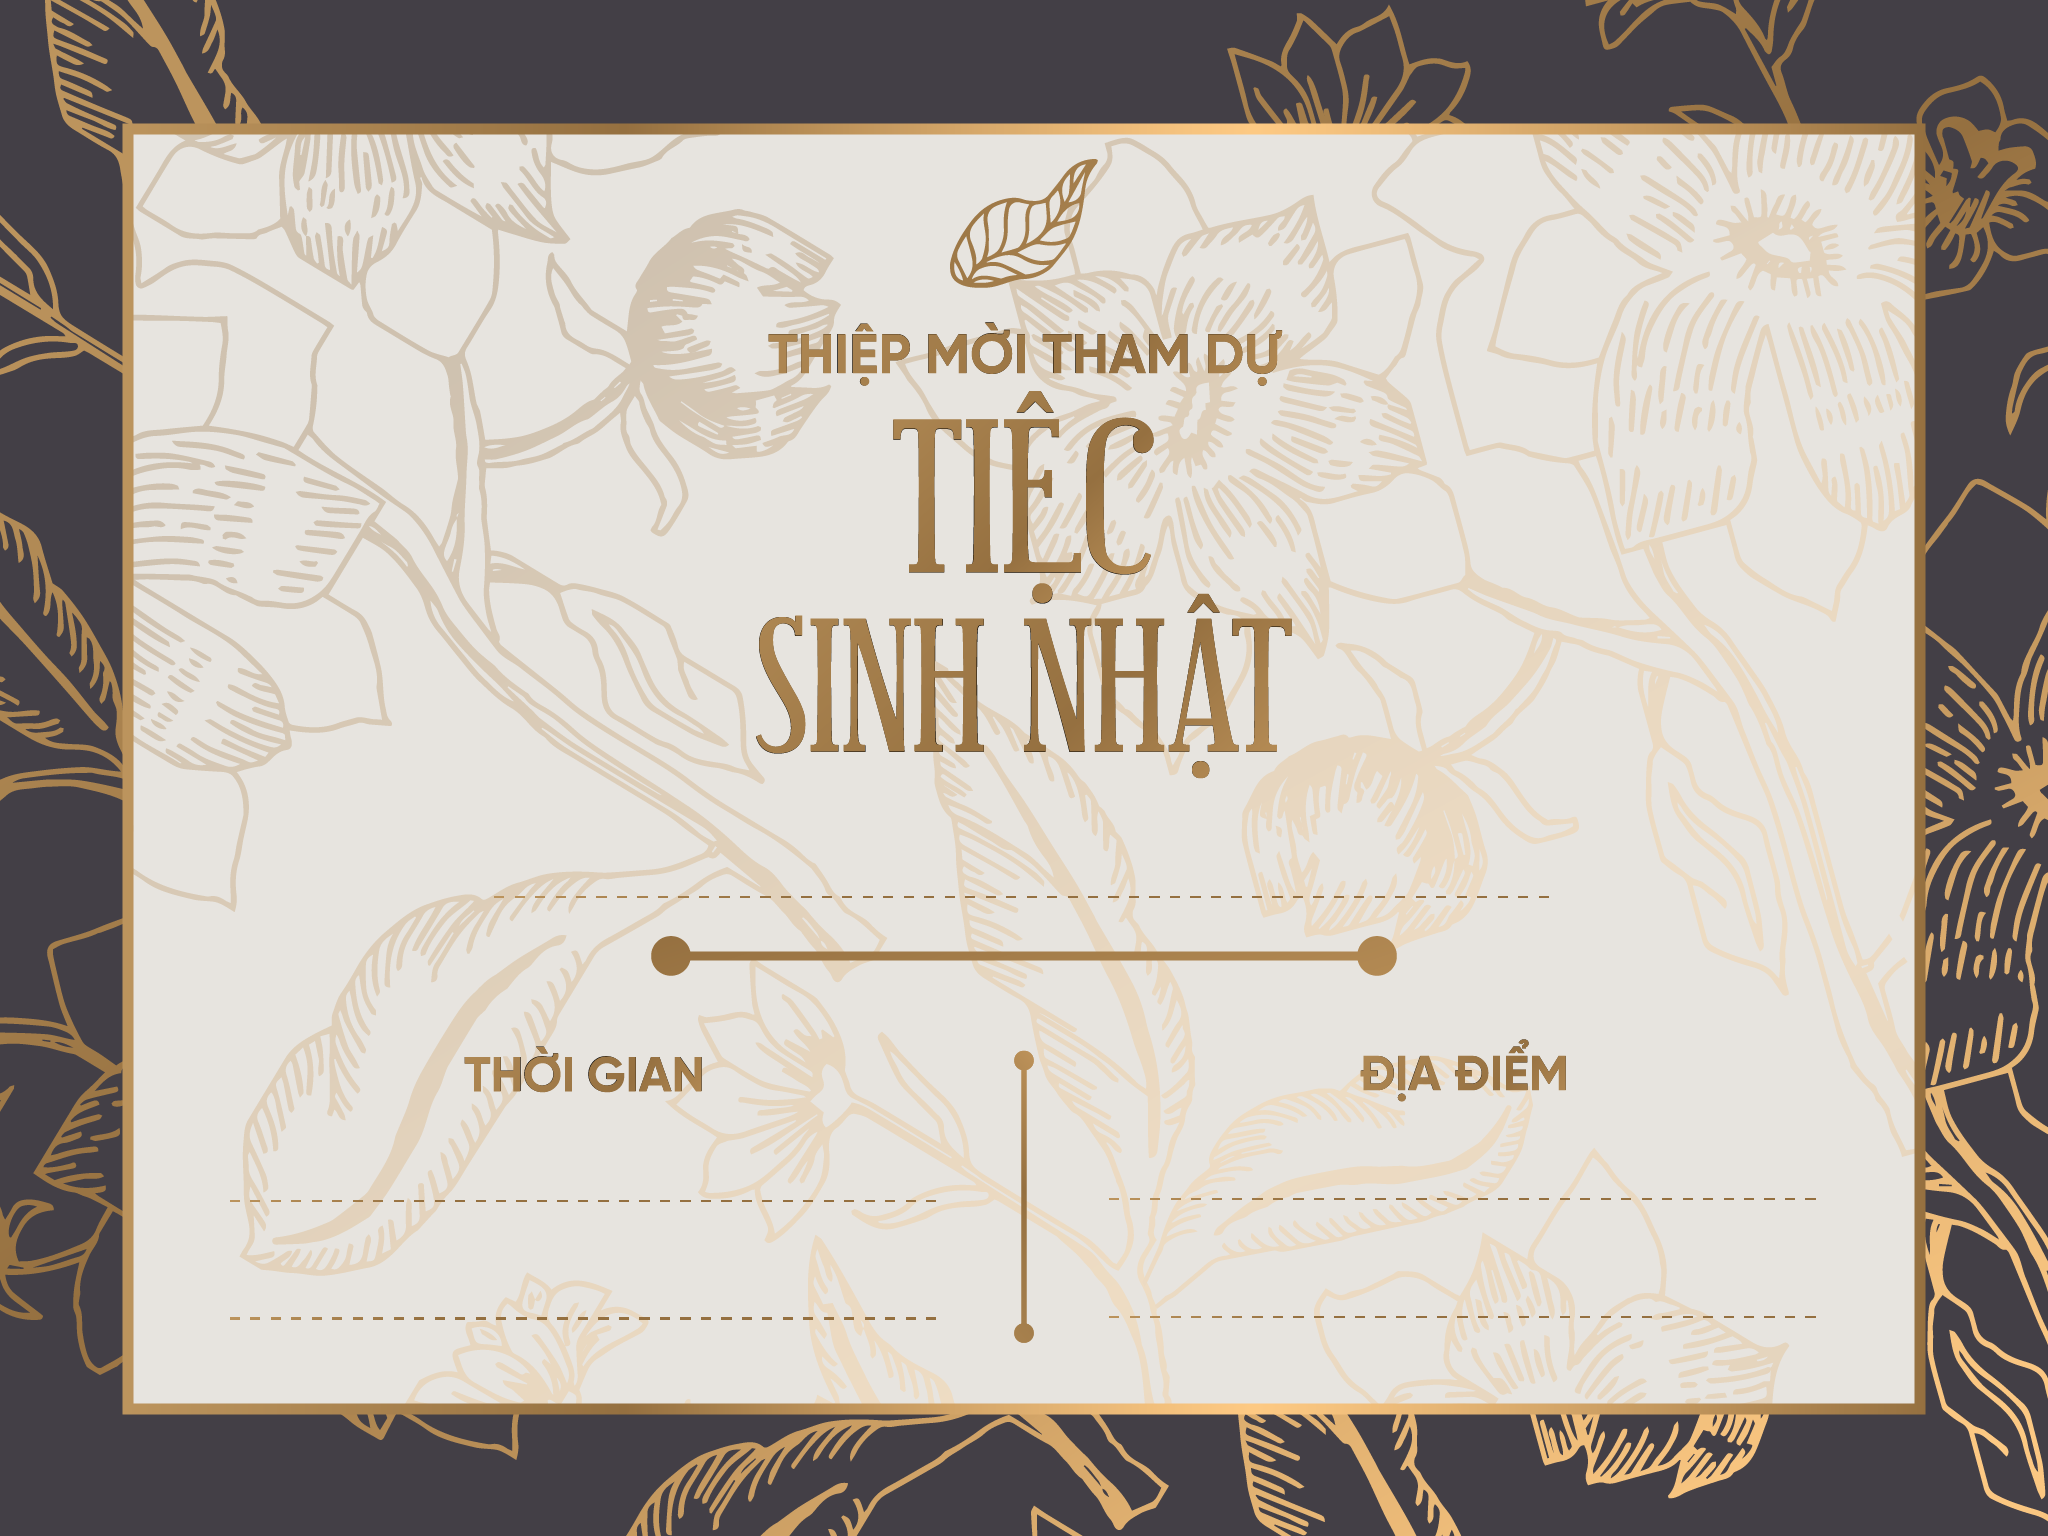 THIỆP MỜI THAM DỰ
TIỆC
SINH NHẬT
THỜI GIAN
ĐỊA ĐIỂM